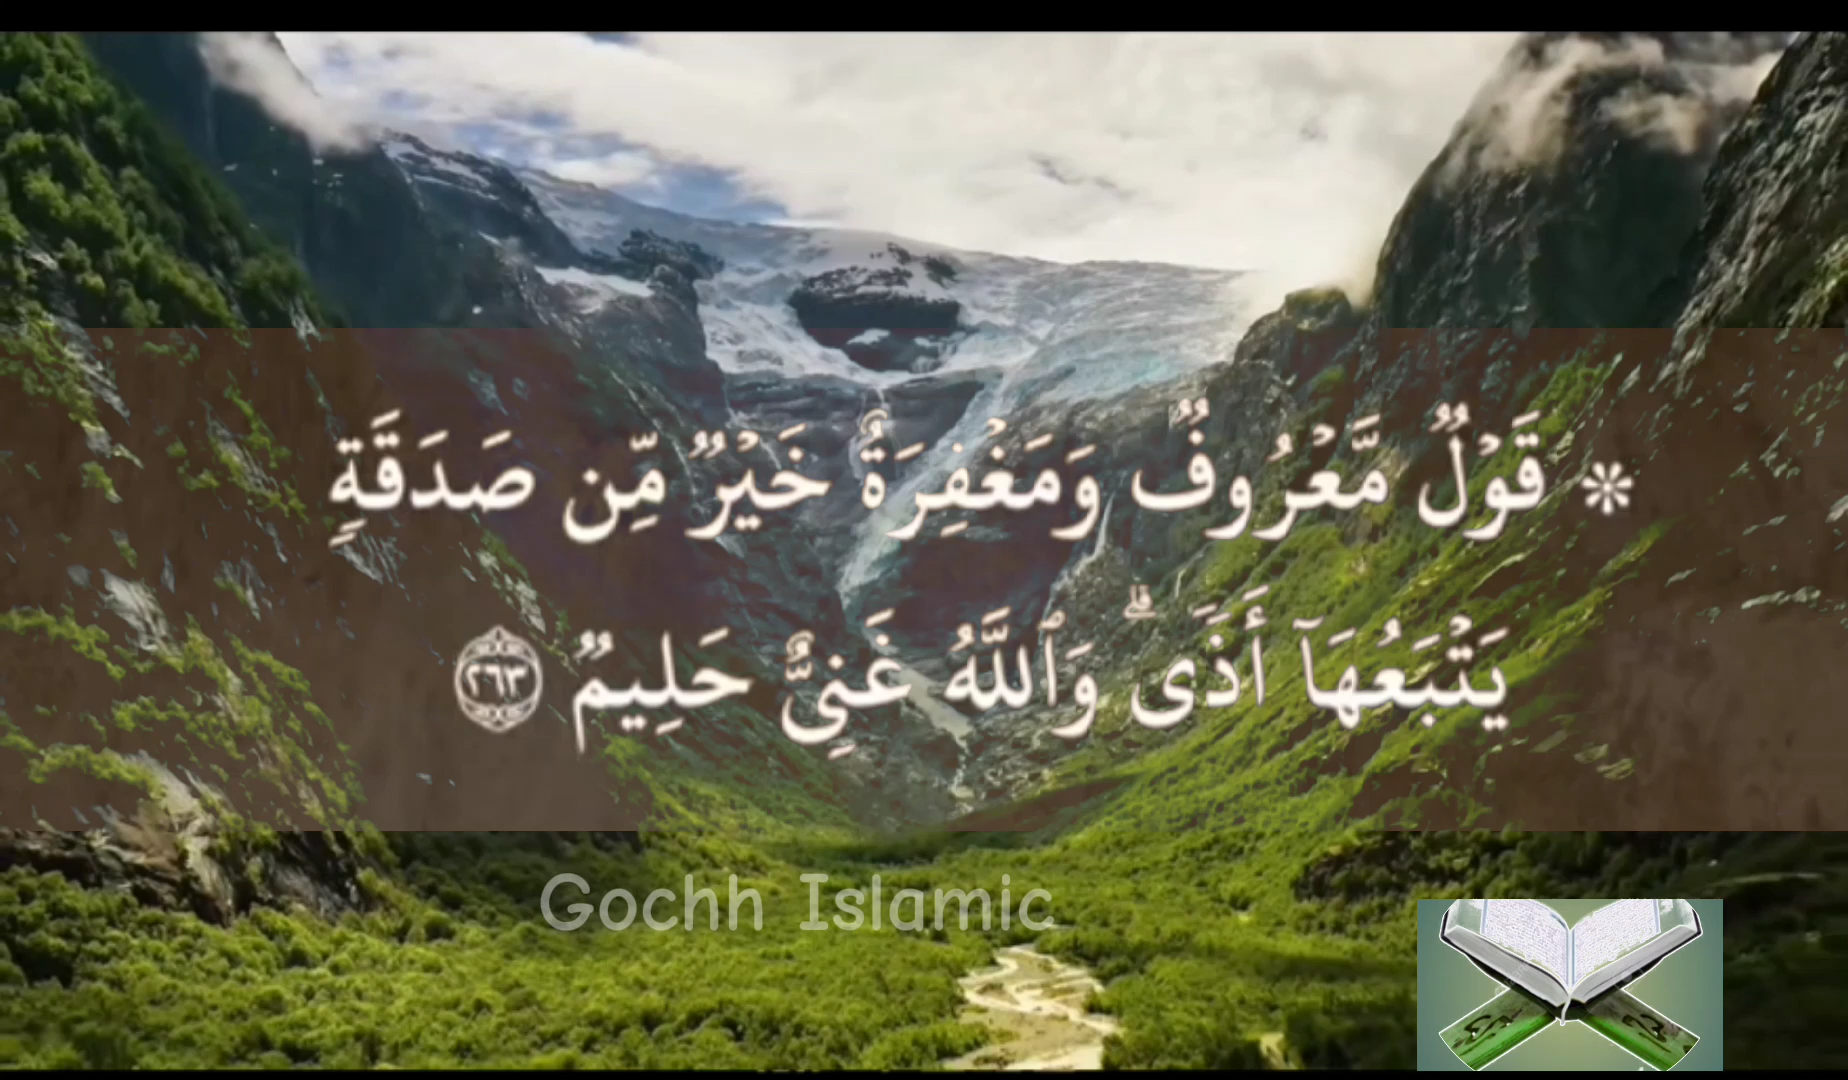 ۞ قَوۡلٞ مَّعۡرُوفٞ وَمَغۡفِرَةٌ خَيۡرٞ مِّن صَدَقَةٖ
يَتۡبَعُهَآ أَذٗىۗ وَٱللَّهُ غَنِيٌّ حَلِيمٞ ٢٦٣
Gochh Islamic